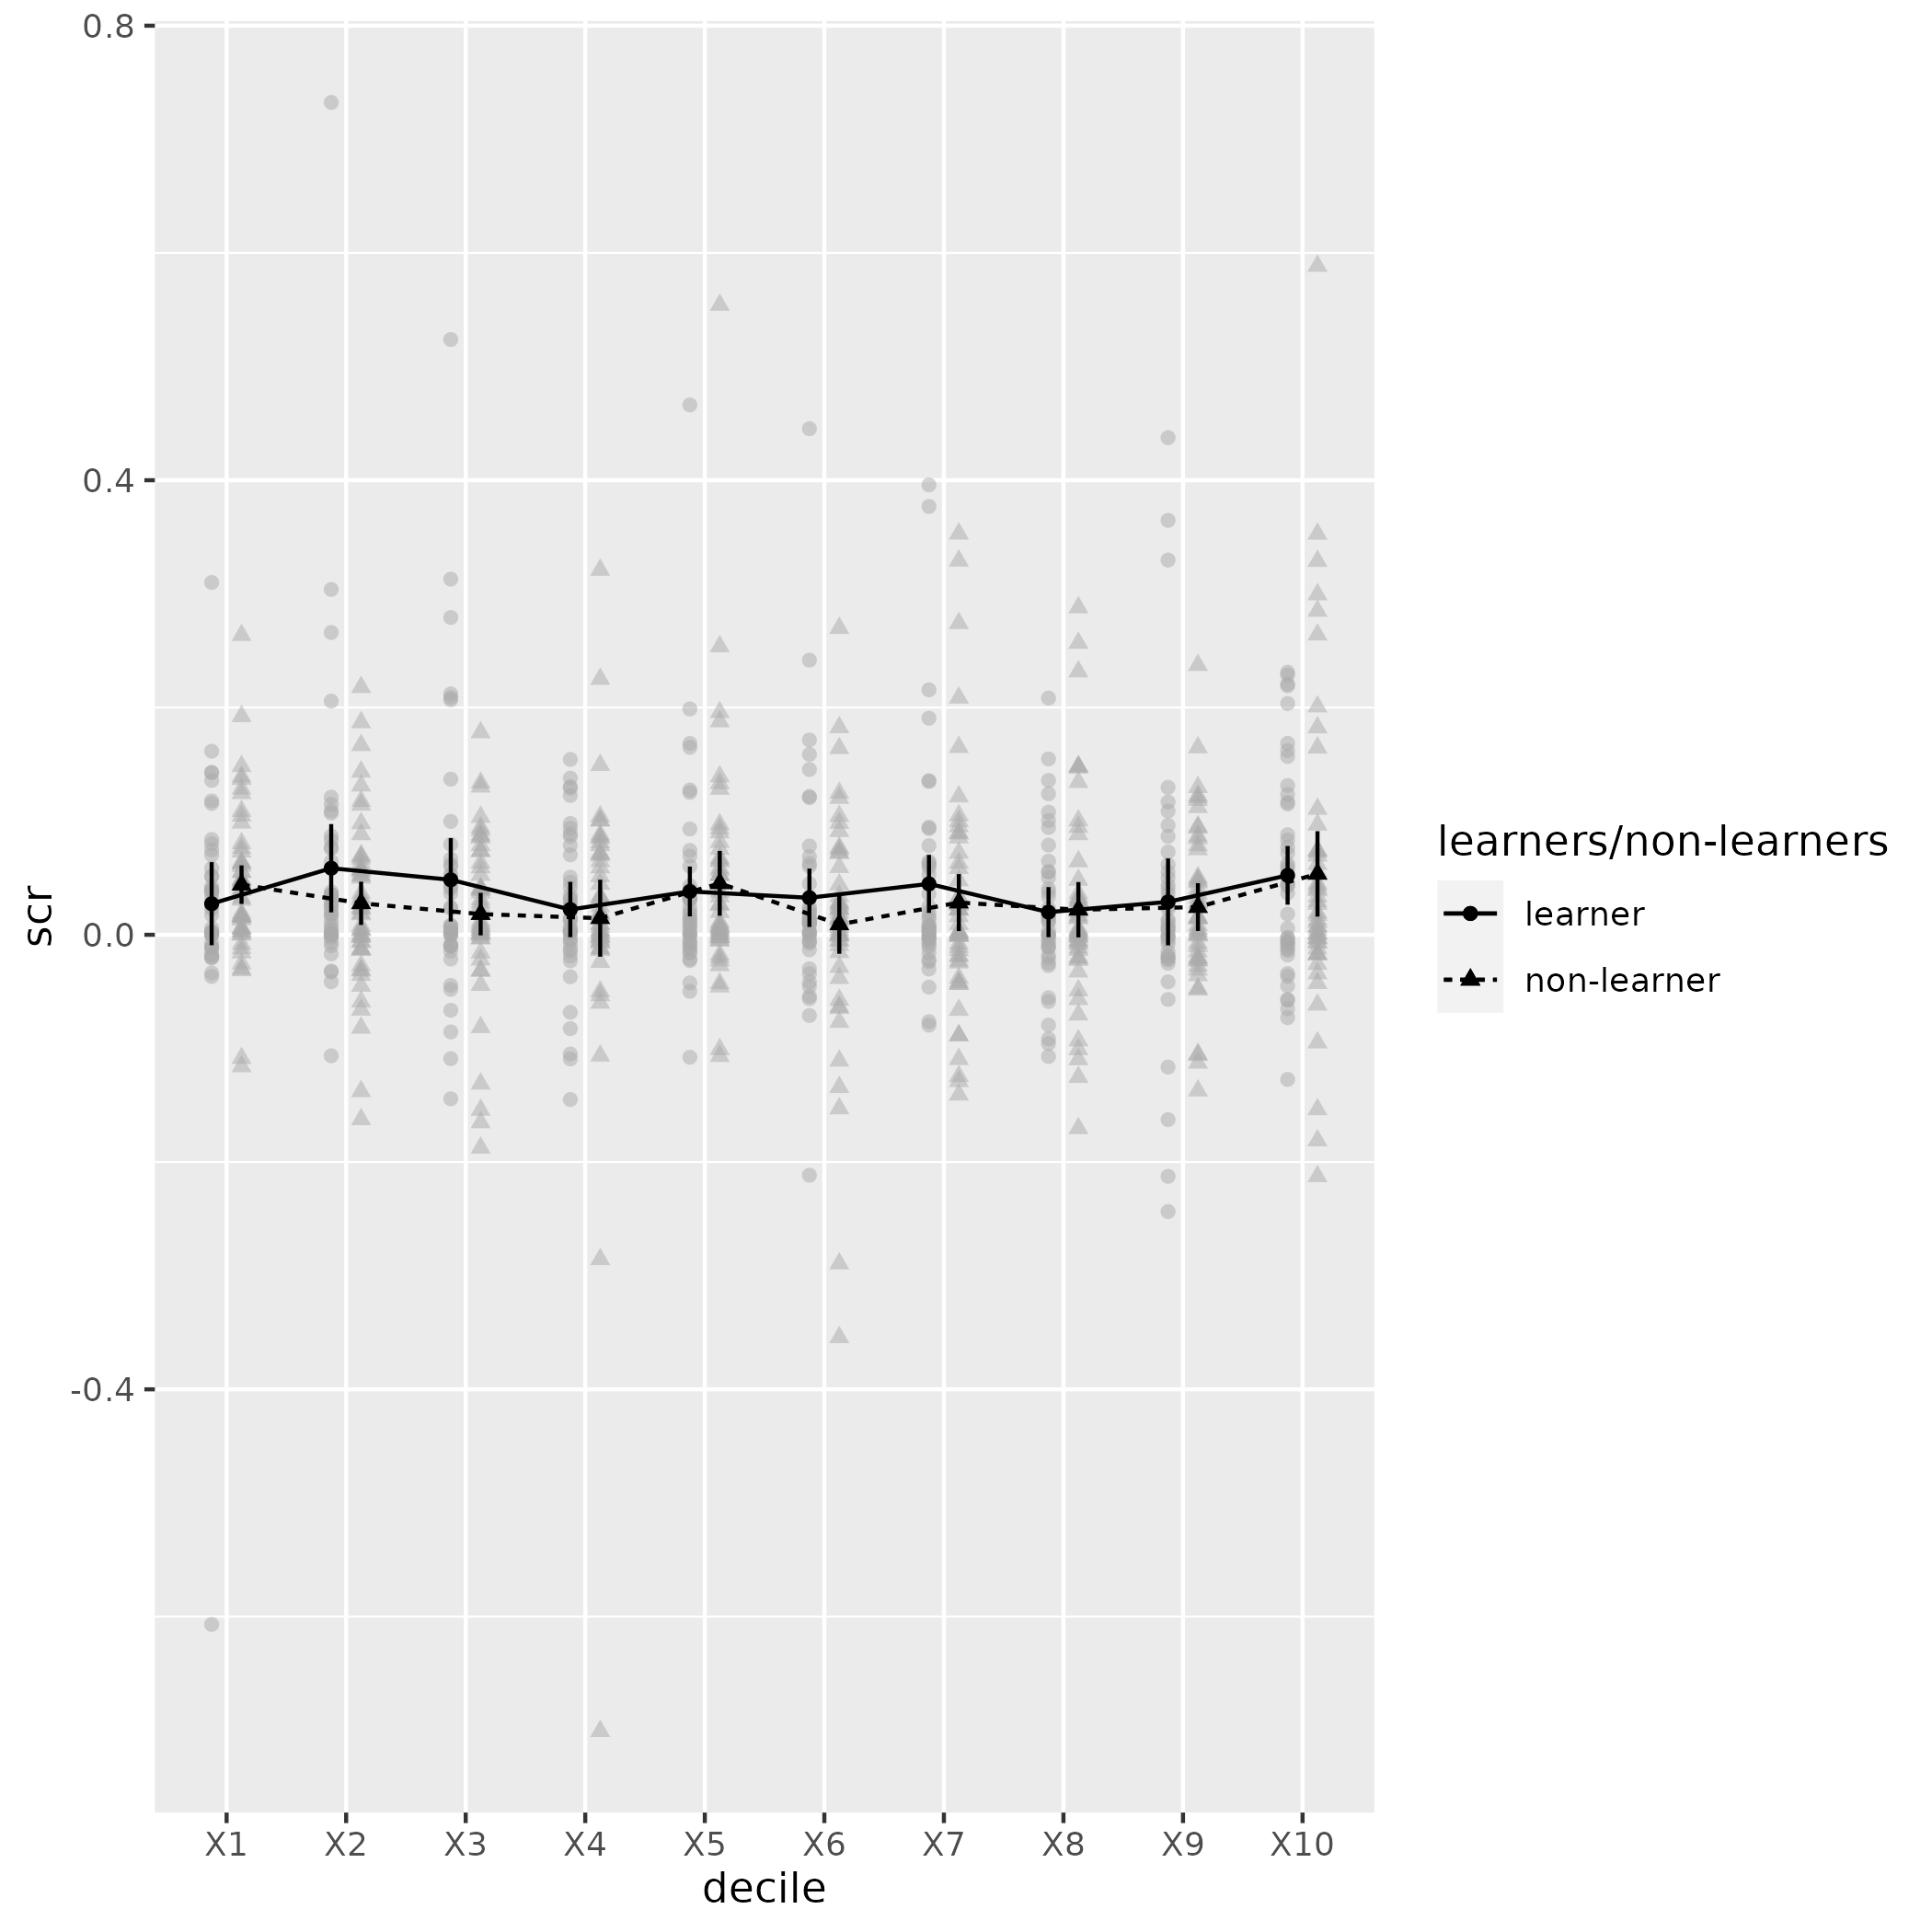 0.8
0.4
0.0
-0.4
scr
X1 X2 X3 X4 X5 X6 X7 X8 X9 X10
decile
learners/non-learners
learner
non-learner